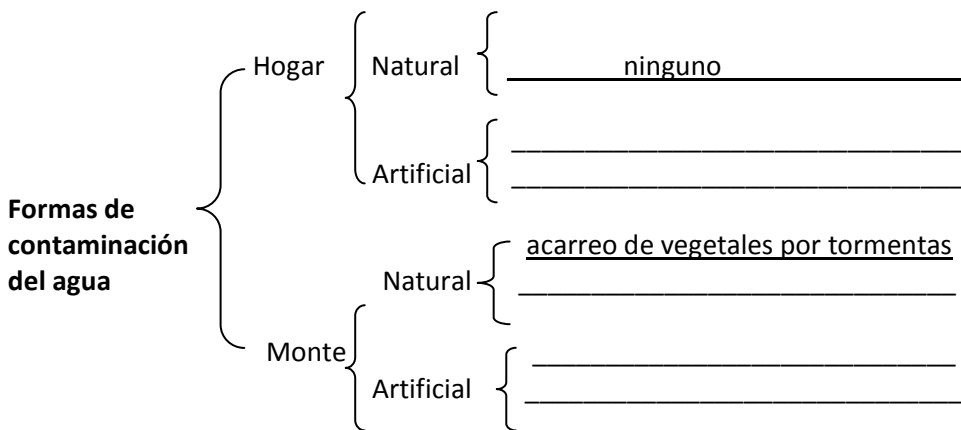 Hogar
Natural
ninguno
Artificial
Formas de
contaminación
del agua
acarreo de vegetales por tormentas
Natural
Monte
Artificial